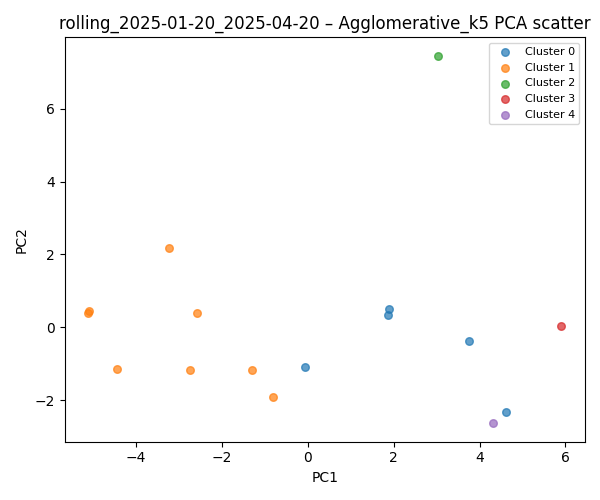 rolling_2025-01-20_2025-04-20 – Agglomerative_k5 PCA scatter
Cluster 0
Cluster 1
Cluster 2
Cluster 3
Cluster 4
PC2
6
4
2
0
−2
−4
−2
0
2
4
6
PC1